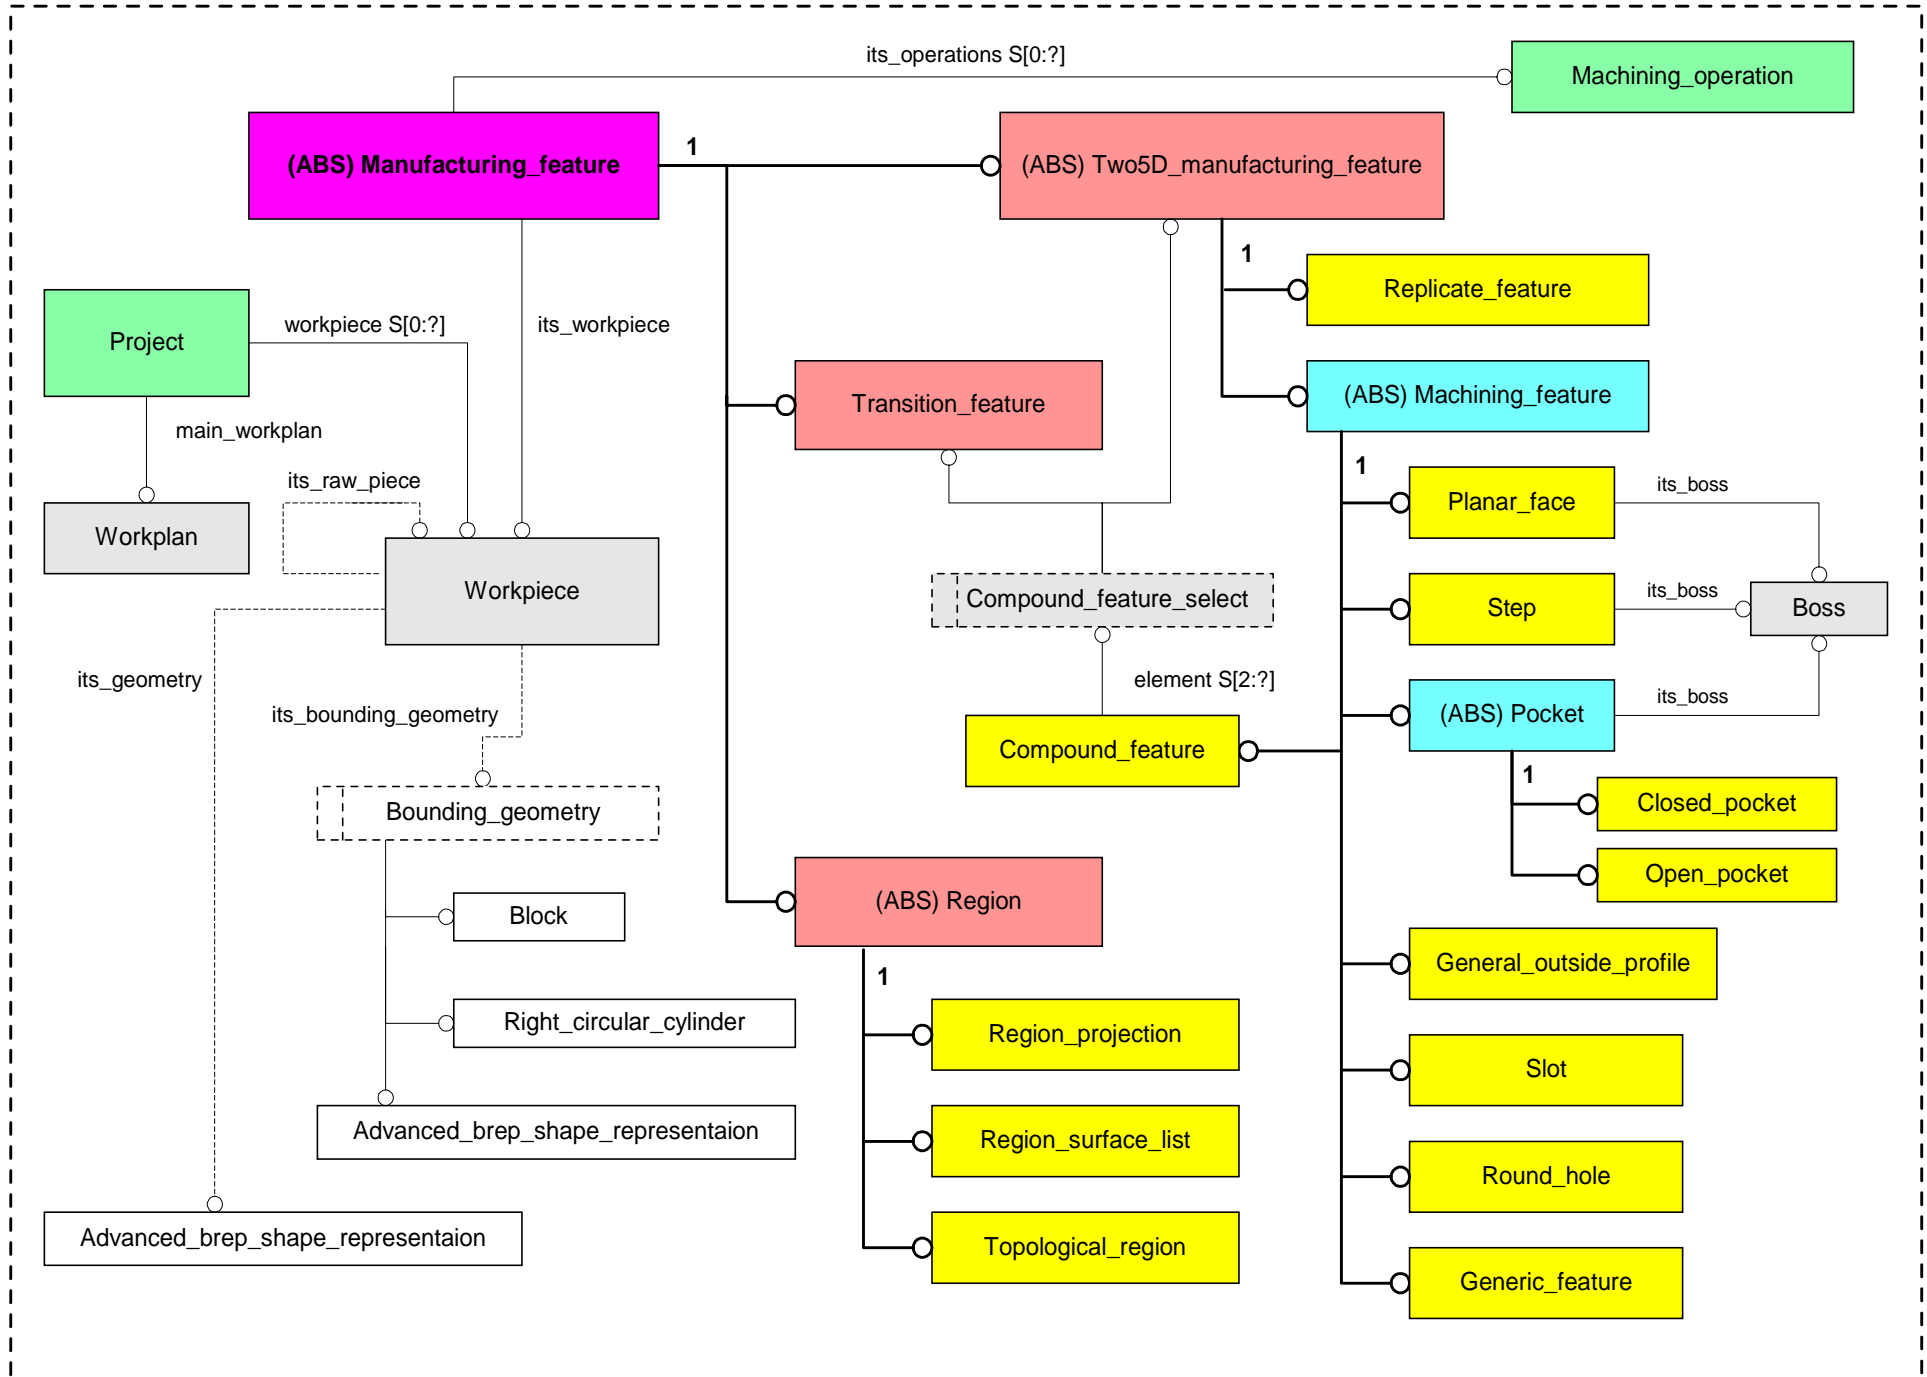 its_operations S[0:?]
Machining_operation
(ABS) Manufacturing_feature
1
(ABS) Two5D_manufacturing_feature
1
Replicate_feature
Project
workpiece S[0:?]
its_workpiece
Transition_feature
(ABS) Machining_feature
main_workplan
its_raw_piece
1
Planar_face
its_boss
Workplan
Workpiece
Compound_feature_select
Step
its_boss
Boss
its_geometry
its_bounding_geometry
element S[2:?]
(ABS) Pocket
its_boss
Compound_feature
1
Closed_pocket
Bounding_geometry
Open_pocket
Block
(ABS) Region
1
General_outside_profile
Right_circular_cylinder
Region_projection
Slot
Advanced_brep_shape_representaion
Region_surface_list
Round_hole
Advanced_brep_shape_representaion
Topological_region
Generic_feature